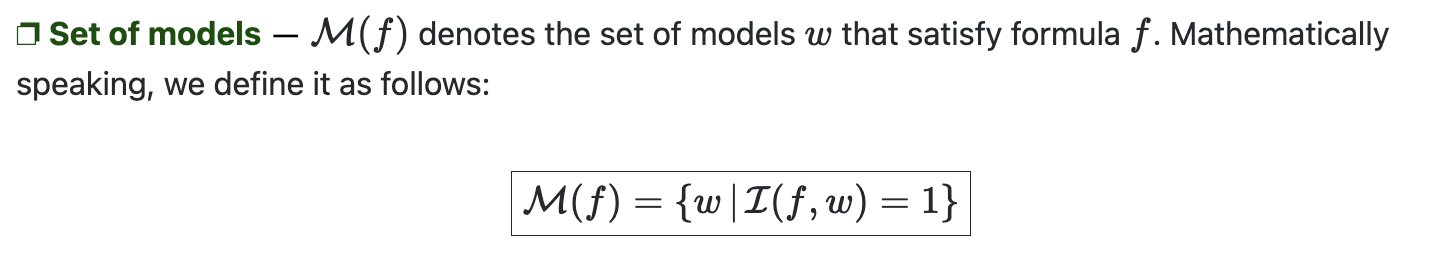 ❐ Set of models — ℳ(f) denotes the set of models w that satisfy formula f. Mathematically
speaking, we define it as follows:
ℳ(f) = {w | ℐ(f, w) = 1}